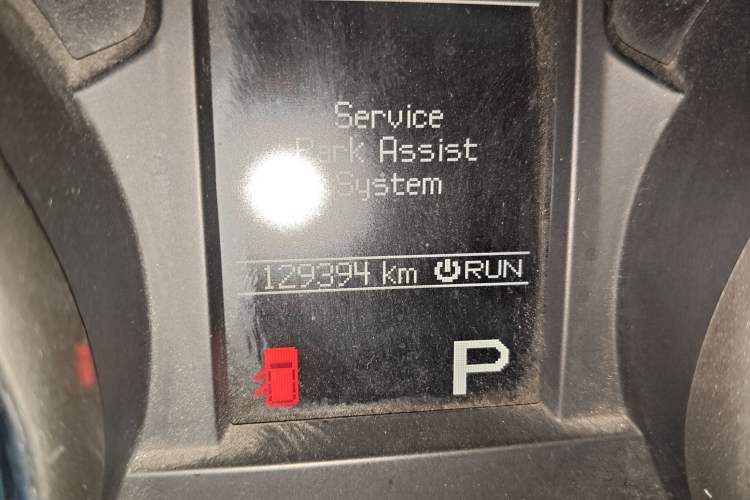 Service
Park Assist
System
129394 km RUN
P